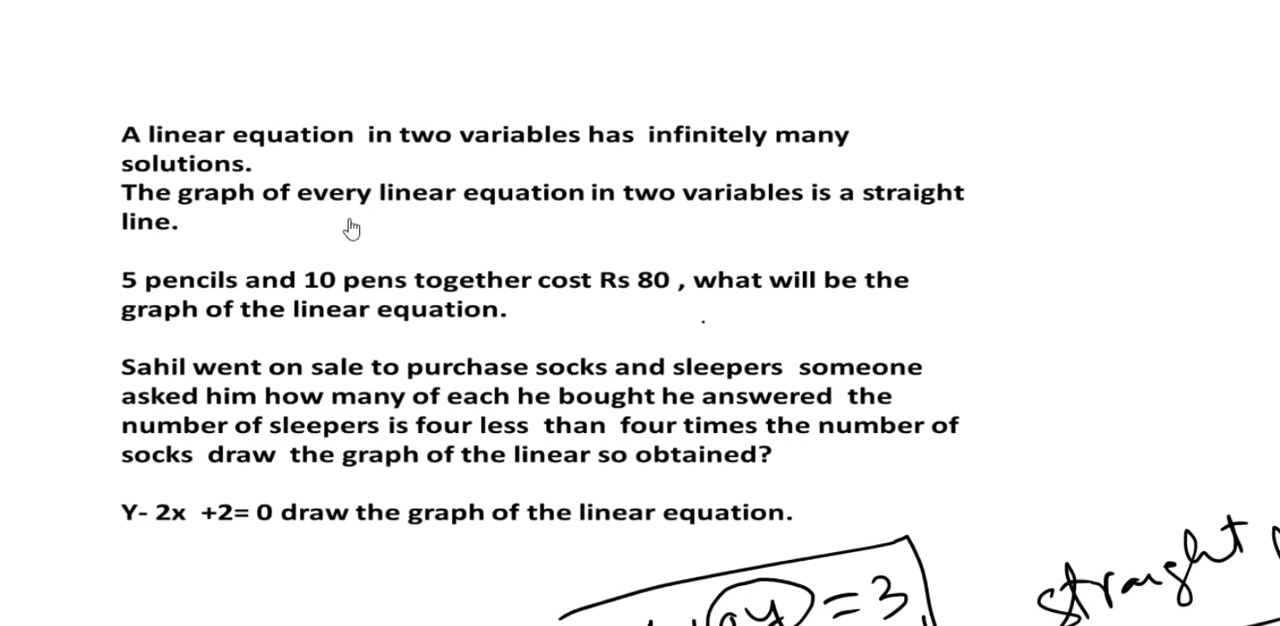 A linear equation in two variables has infinitely many
solutions.
The graph of every linear equation in two variables is a straight
line.
5 pencils and 10 pens together cost Rs 80 , what will be the
graph of the linear equation.
Sahil went on sale to purchase socks and sleepers someone
asked him how many of each he bought he answered the
number of sleepers is four less than four times the number of
socks draw the graph of the linear so obtained?
Y- 2x +2= 0 draw the graph of the linear equation.
straight
= 3